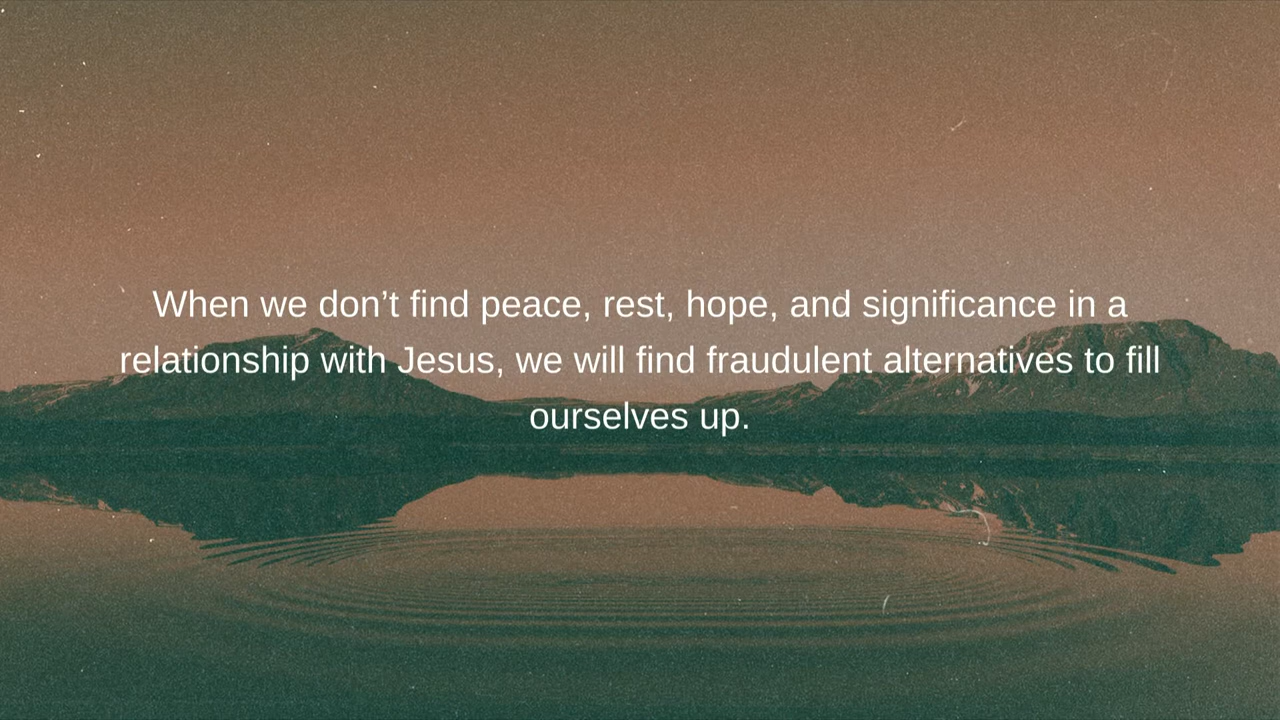 When we don’t find peace, rest, hope, and significance in a
relationship with Jesus, we will find fraudulent alternatives to fill
ourselves up.